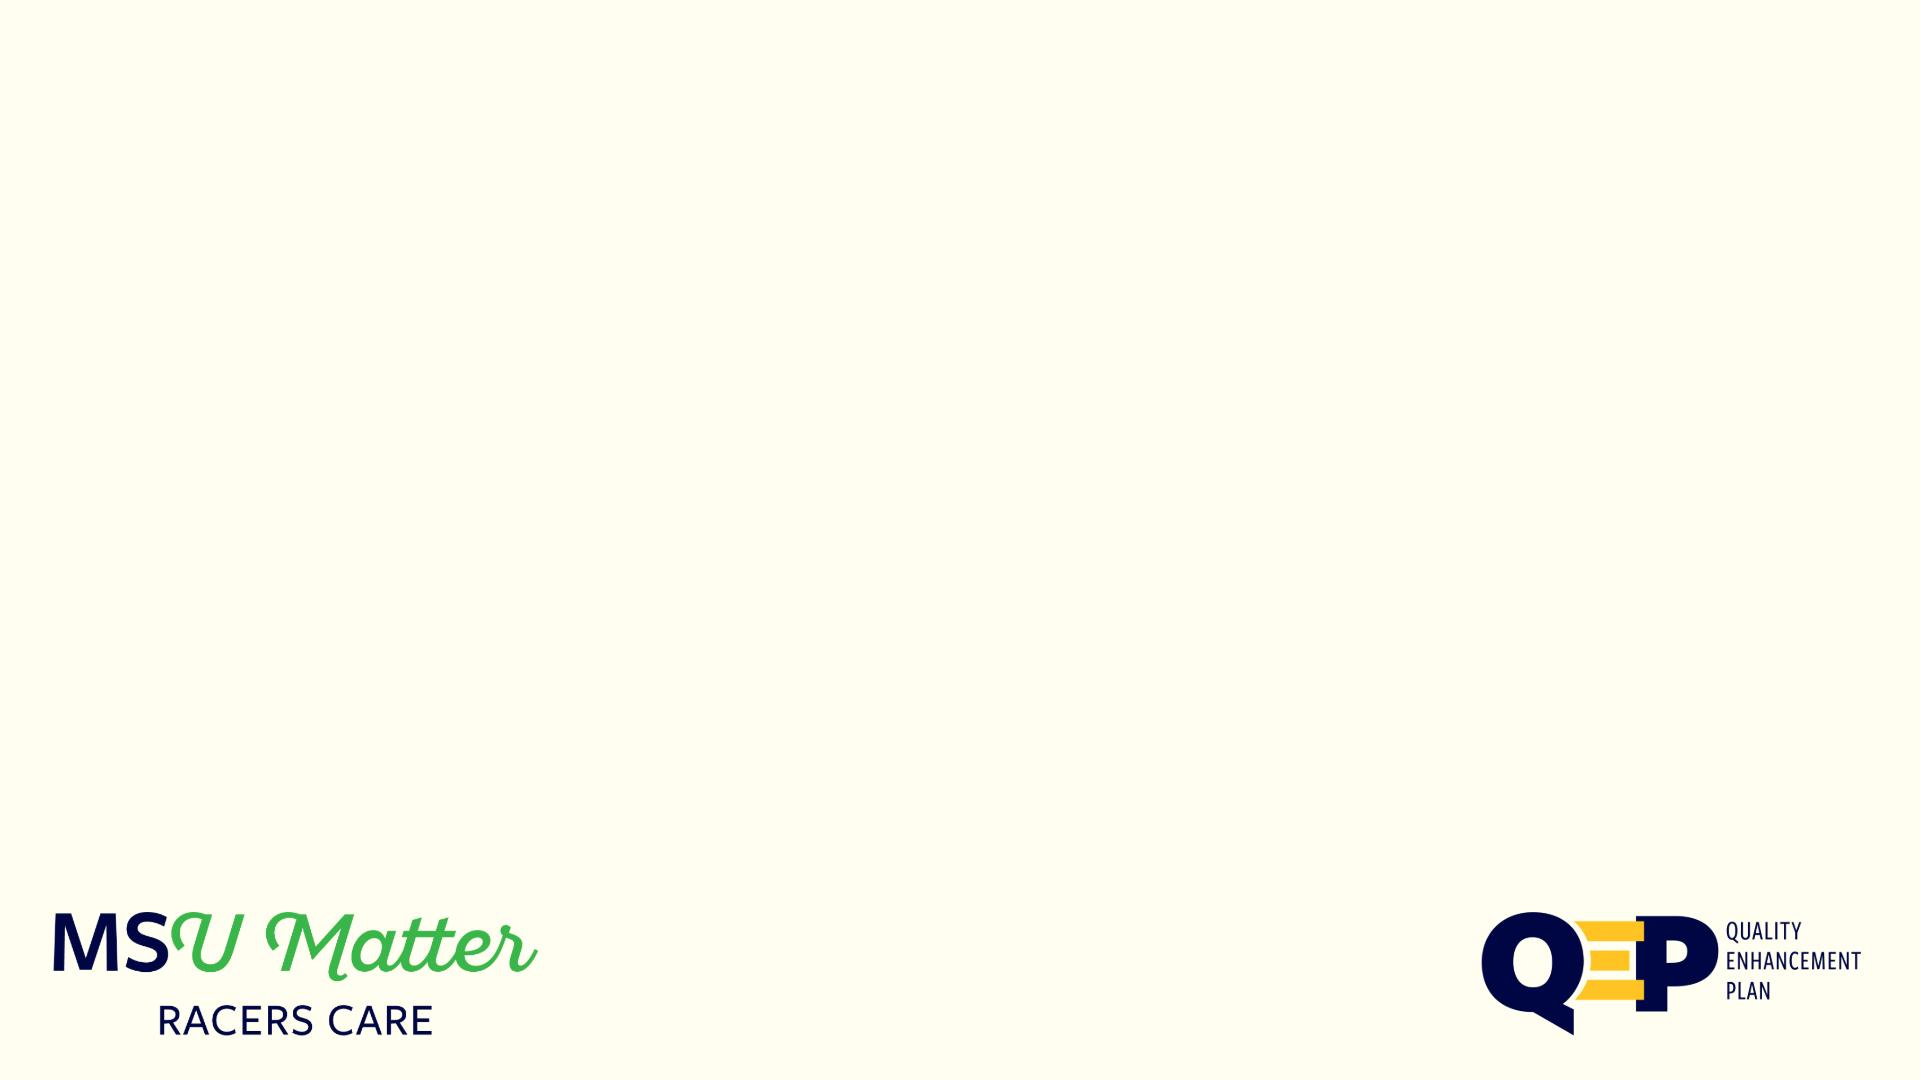 MSU Matter
RACERS CARE
QEP
QUALITY
ENHANCEMENT
PLAN